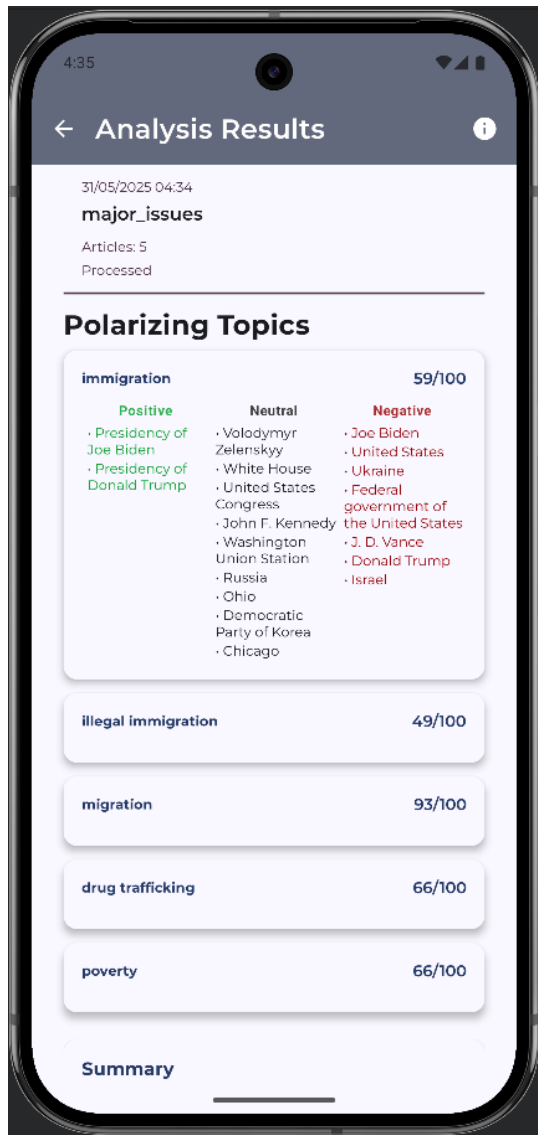 4:35
Analysis Results
31/05/2025 04:34
major_issues
Articles: 5
Processed
Polarizing Topics
immigration 59/100
Positive
· Presidency of
Joe Biden
· Presidency of
Donald Trump
Neutral
· Volodymyr
Zelenskyy
· White House
· United States
Congress
· John F. Kennedy
· Washington
Union Station
· Russia
· Ohio
· Democratic
Party of Korea
· Chicago
Negative
· Joe Biden
· United States
· Ukraine
· Federal
government of
the United States
· J. D. Vance
· Donald Trump
· Israel
illegal immigration 49/100
migration 93/100
drug trafficking 66/100
poverty 66/100
Summary